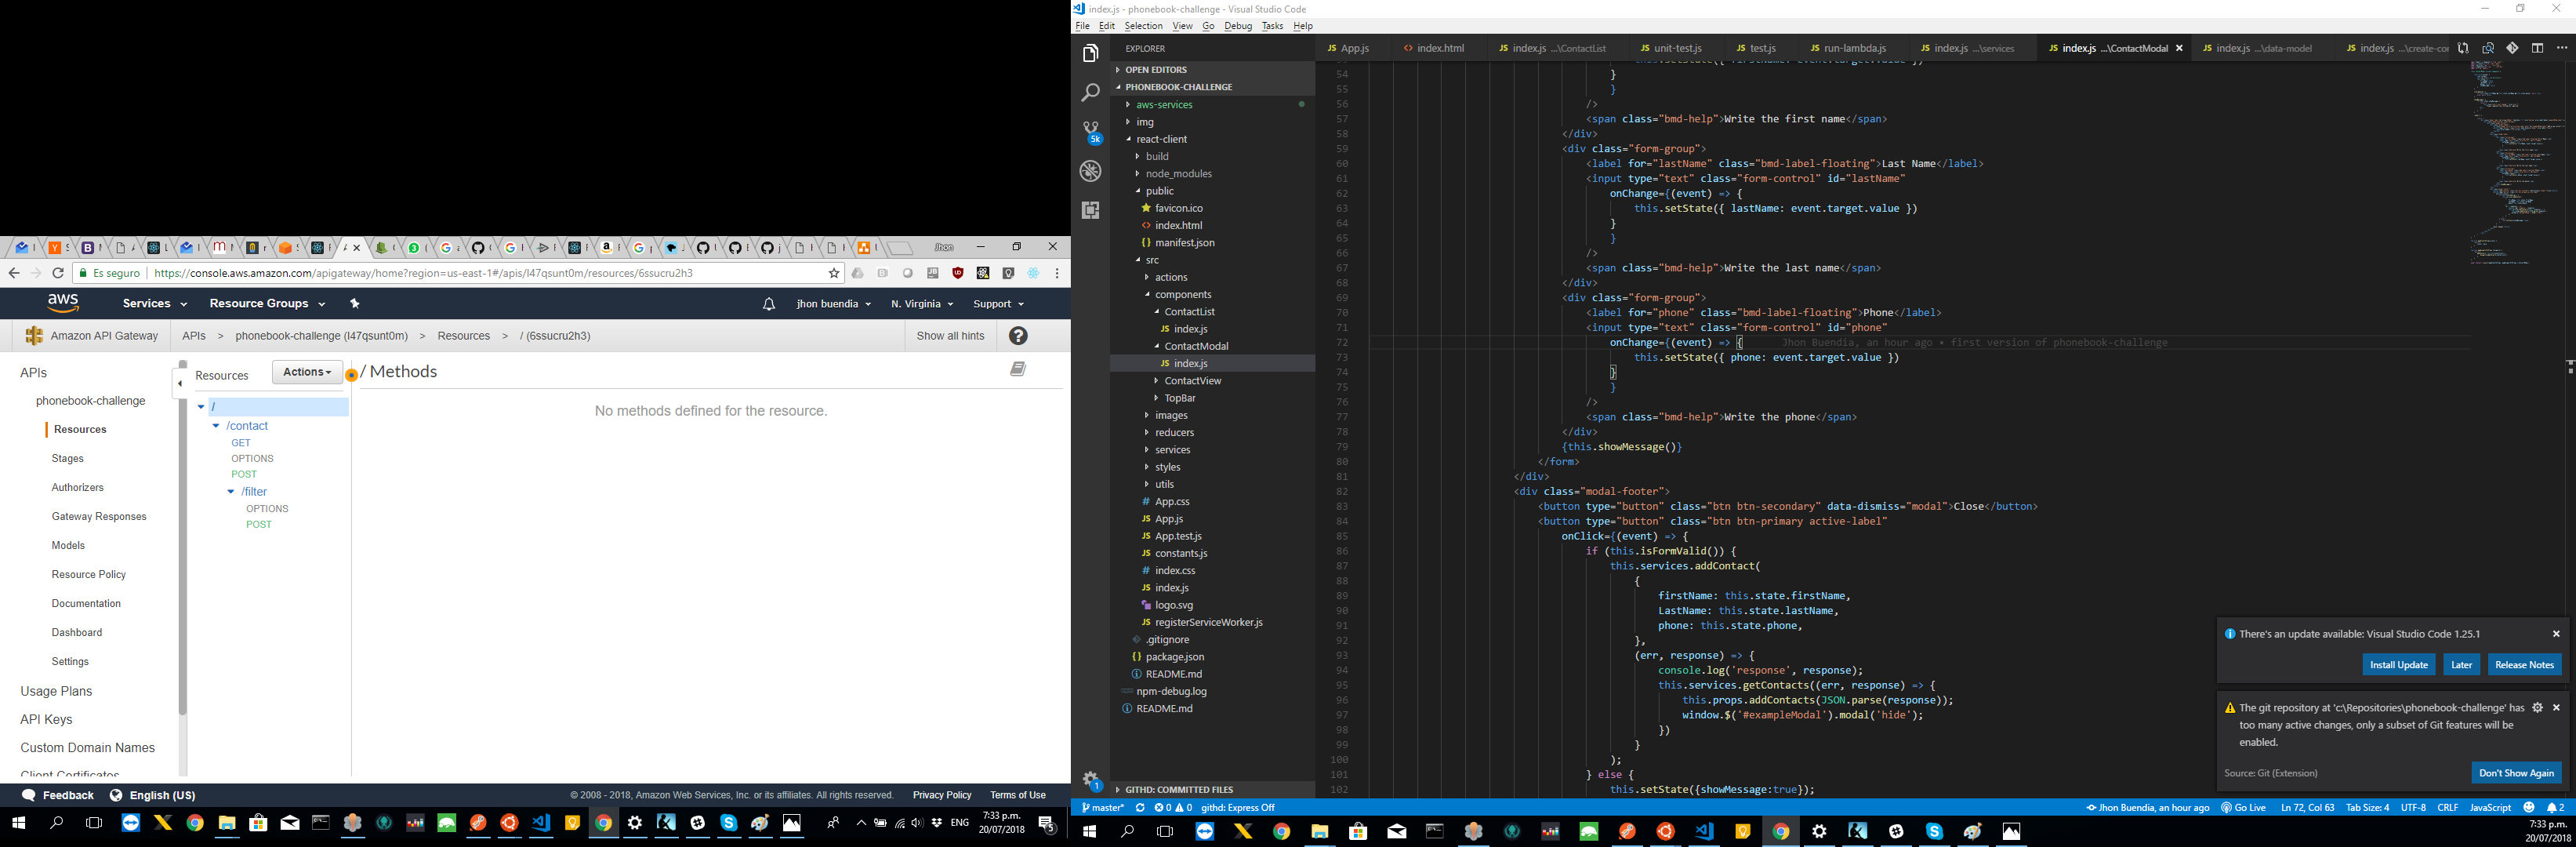 Jhon
Es seguro
https://console.aws.amazon.com/apigateway/home?region=us-east-1#/apis/l47qsunt0m/resources/6ssucru2h3
aws
Services
Resource Groups
jhon buendia
N. Virginia
Support
Amazon API Gateway
APIs > phonebook-challenge (l47qsunt0m) > Resources > / (6ssucru2h3)
Show all hints
APIs
phonebook-challenge
Resources
Stages
Authorizers
Gateway Responses
Models
Resource Policy
Documentation
Dashboard
Settings
Usage Plans
API Keys
Custom Domain Names
Client Certificates
Resources
Actions
/ Methods
No methods defined for the resource.
/
/contact
GET
OPTIONS
POST
/filter
OPTIONS
POST
Feedback
English (US)
© 2008 - 2018, Amazon Web Services, Inc. or its affiliates. All rights reserved.
Privacy Policy
Terms of Use
ENG
7:33 p.m.
20/07/2018
5
index.js - phonebook-challenge - Visual Studio Code
File Edit Selection View Go Debug Tasks Help
EXPLORER
OPEN EDITORS
PHONEBOOK-CHALLENGE
aws-services
img
react-client
build
node_modules
public
favicon.ico
index.html
manifest.json
src
actions
components
ContactList
index.js
ContactModal
index.js
ContactView
TopBar
images
reducers
services
styles
utils
App.css
App.js
App.test.js
constants.js
index.css
index.js
logo.svg
registerServiceWorker.js
.gitignore
package.json
README.md
npm-debug.log
README.md
GITHD: COMMITTED FILES
5k
1
App.js
index.html
index.js ...\ContactList
unit-test.js
test.js
run-lambda.js
index.js ...\services
index.js ...\ContactModal
index.js ...\data-model
index.js ...\create-cor
54 }
55 }
56 />
57 <span class="bmd-help">Write the first name</span>
58 </div>
59 <div class="form-group">
60 <label for="lastName" class="bmd-label-floating">Last Name</label>
61 <input type="text" class="form-control" id="lastName"
62 onChange={(event) => {
63 this.setState({ lastName: event.target.value })
64 }
65 }
66 />
67 <span class="bmd-help">Write the last name</span>
68 </div>
69 <div class="form-group">
70 <label for="phone" class="bmd-label-floating">Phone</label>
71 <input type="text" class="form-control" id="phone"
72 onChange={(event) => { Jhon Buendia, an hour ago • first version of phonebook-challenge
73 this.setState({ phone: event.target.value })
74 }
75 }
76 />
77 <span class="bmd-help">Write the phone</span>
78 </div>
79 {this.showMessage()}
80 </form>
81 </div>
82 <div class="modal-footer">
83 <button type="button" class="btn btn-secondary" data-dismiss="modal">Close</button>
84 <button type="button" class="btn btn-primary active-label"
85 onClick={(event) => {
86 if (this.isFormValid()) {
87 this.services.addContact(
88 {
89 firstName: this.state.firstName,
90 LastName: this.state.lastName,
91 phone: this.state.phone,
92 },
93 (err, response) => {
94 console.log('response', response);
95 this.services.getContacts((err, response) => {
96 this.props.addContacts(JSON.parse(response));
97 window.$('#exampleModal').modal('hide');
98 })
99 }
100 );
101 } else {
102 this.setState({showMessage:true});
There's an update available: Visual Studio Code 1.25.1
Install Update
Later
Release Notes
The git repository at 'c:\Repositories\phonebook-challenge' has
too many active changes, only a subset of Git features will be
enabled.
Source: Git (Extension)
Don't Show Again
master*
0 0
githd: Express Off
Jhon Buendia, an hour ago
Go Live
Ln 72, Col 63
Tab Size: 4
UTF-8
CRLF
JavaScript
2
7:33 p.m.
20/07/2018